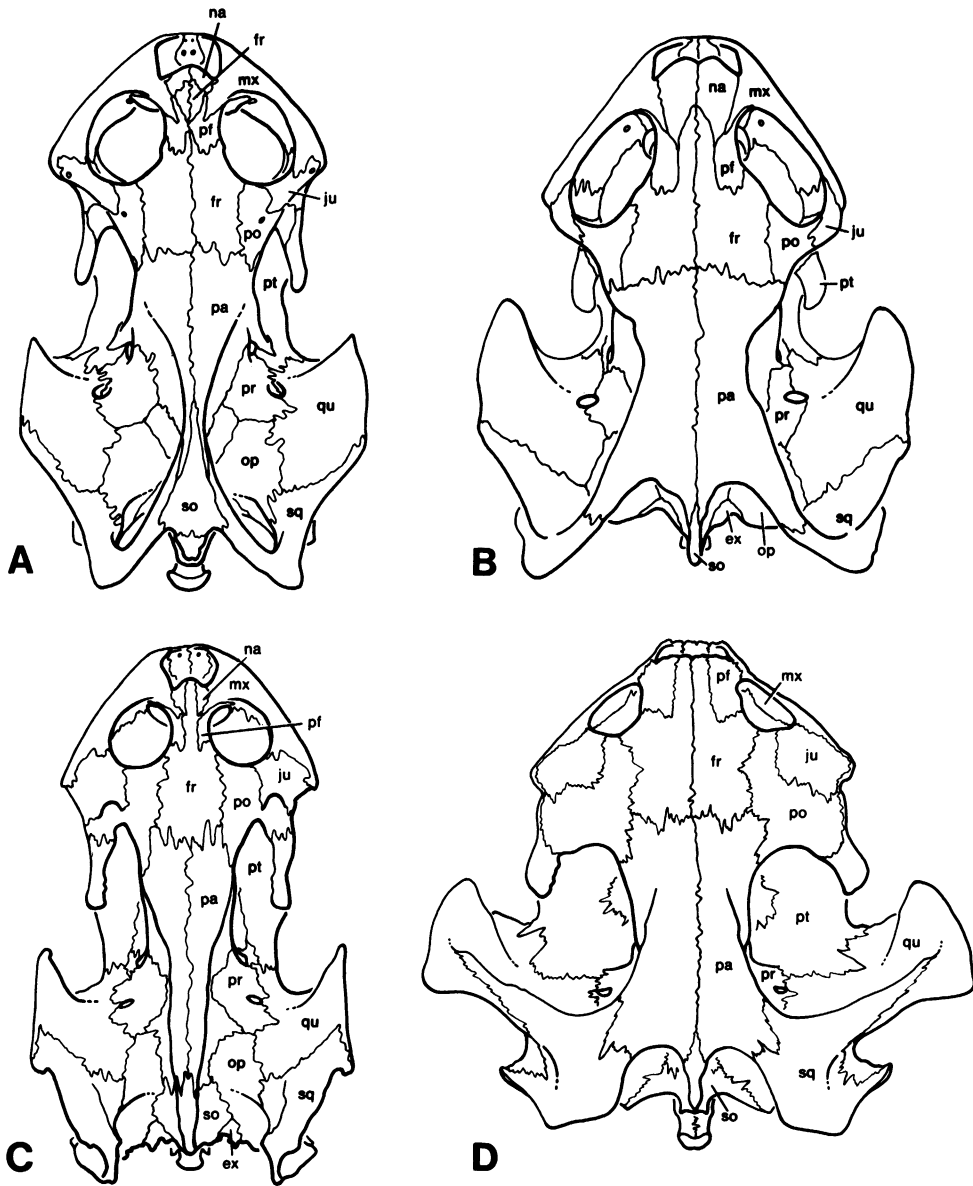 na
fr
mx
pf
fr
ju
po
pt
pa
pr
qu
op
so
sq
A
na
mx
pf
fr
po
ju
pt
pa
pr
qu
sq
ex
op
so
B
na
mx
pf
ju
fr
po
pt
pa
pr
qu
op
sq
so
ex
C
pf
mx
fr
ju
po
pt
qu
pa
pr
sq
so
D